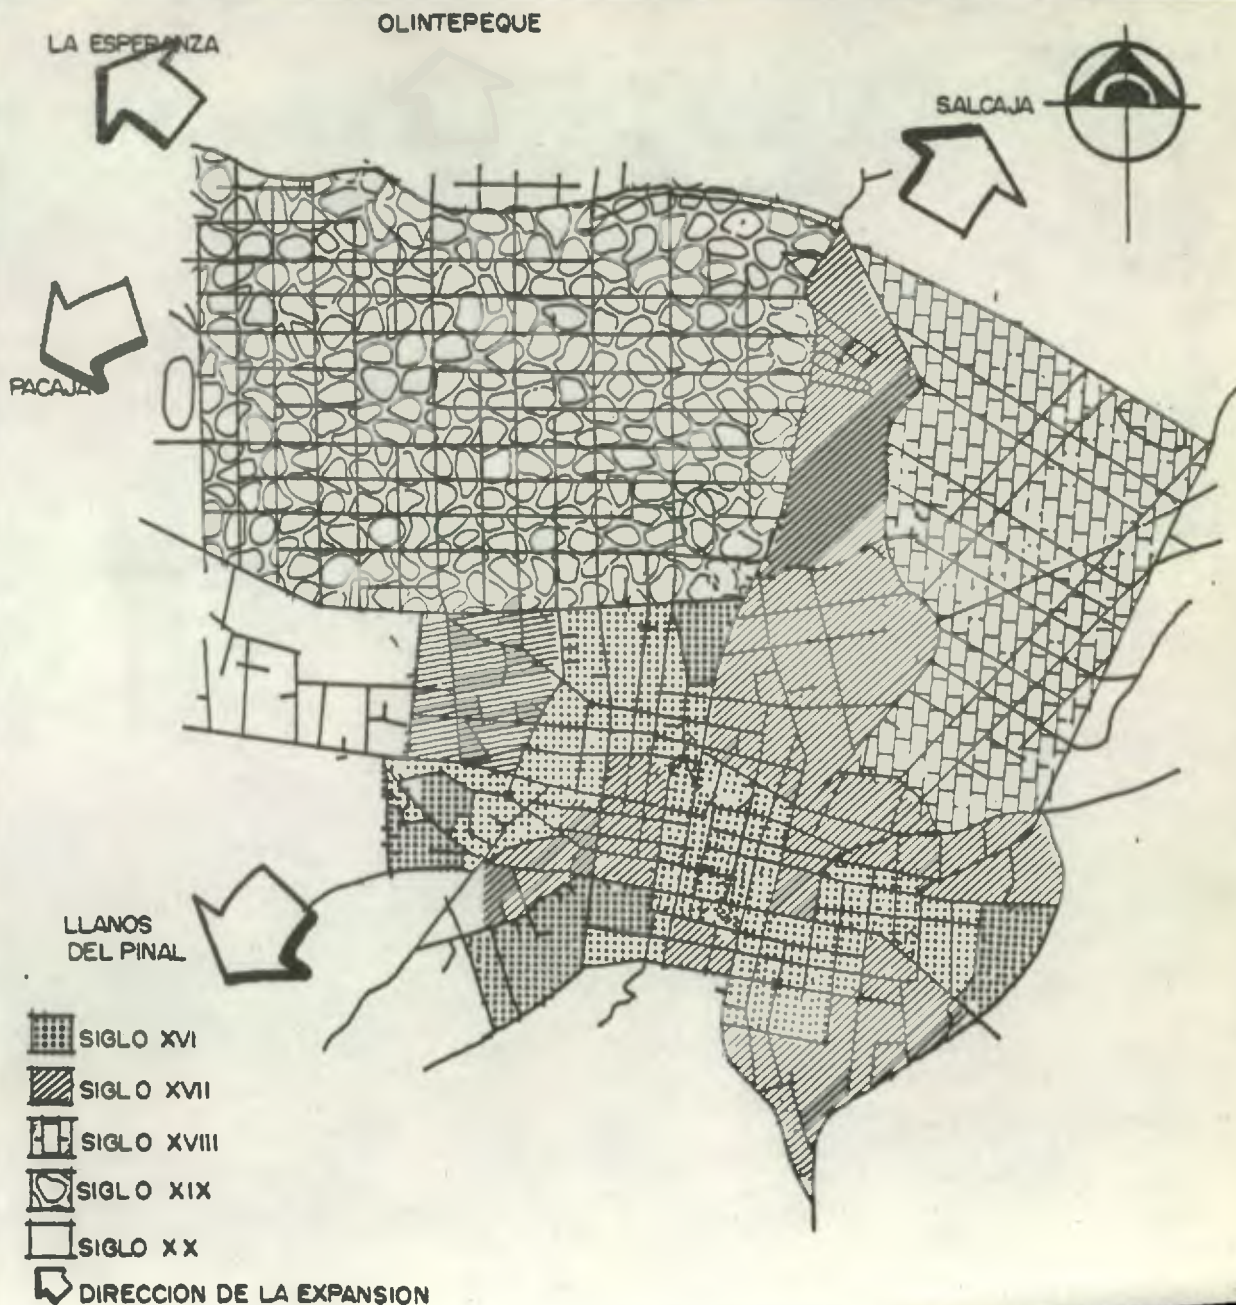 OLINTEPEQUE
LA ESPERANZA
SALCAJA
PACAJA
LLANOS
DEL PINAL
SIGLO XVI
SIGLO XVII
SIGLO XVIII
SIGLO XIX
SIGLO XX
DIRECCION DE LA EXPANSION